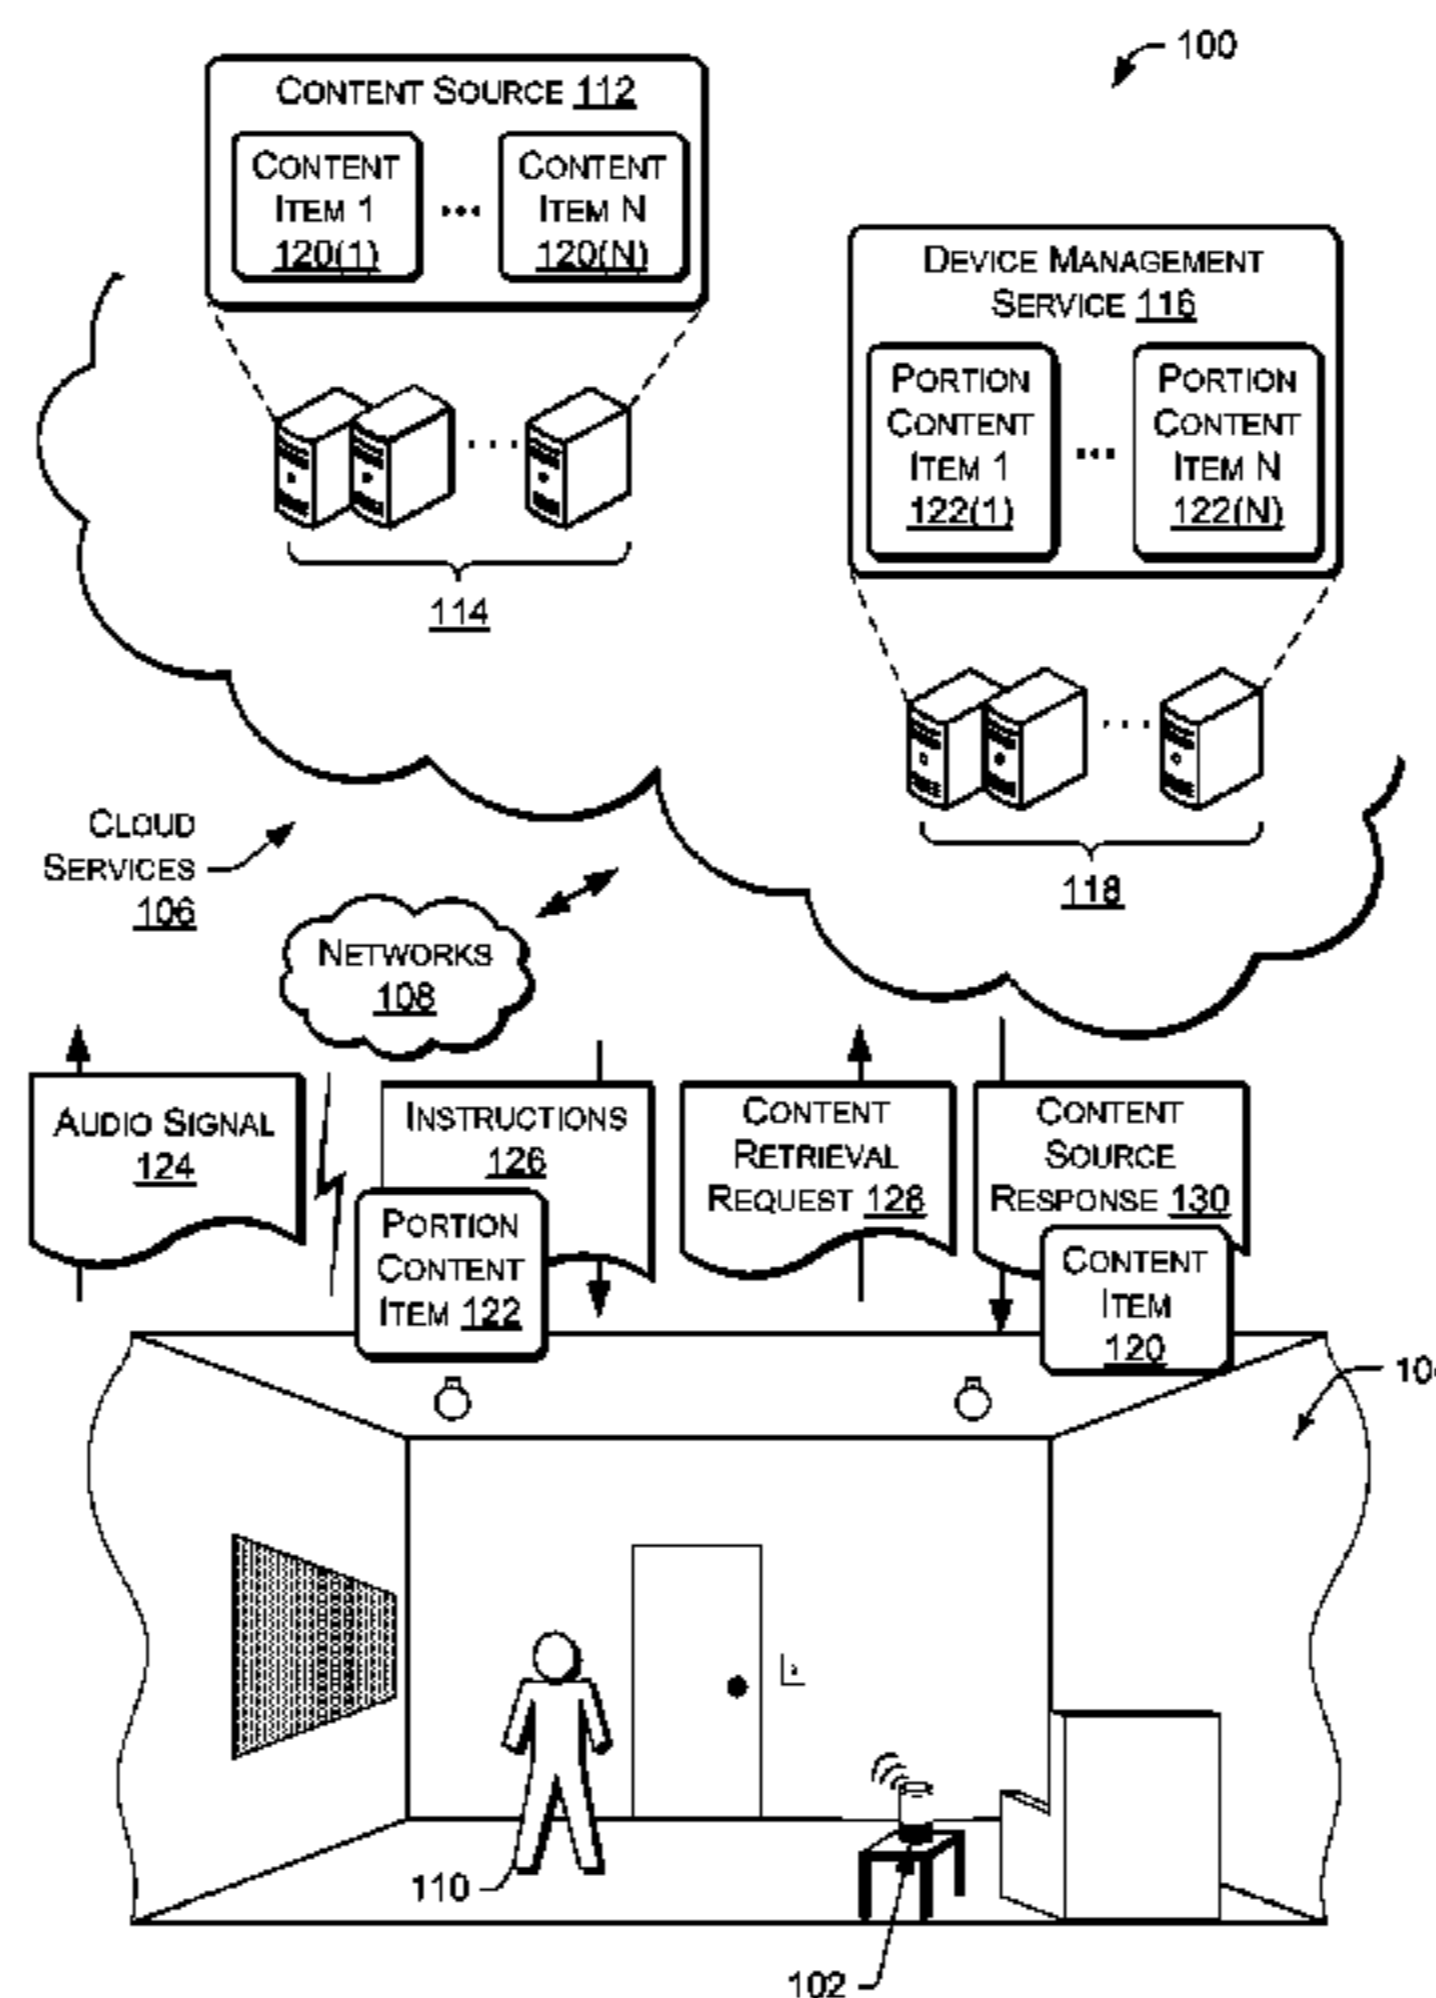 100
CONTENT SOURCE 112
CONTENT
ITEM 1
120(1)
...
CONTENT
ITEM N
120(N)
DEVICE MANAGEMENT
SERVICE 116
PORTION
CONTENT
ITEM 1
122(1)
...
PORTION
CONTENT
ITEM N
122(N)
...
114
...
118
CLOUD
SERVICES
106
NETWORKS
108
AUDIO SIGNAL
124
INSTRUCTIONS
126
PORTION
CONTENT
ITEM 122
CONTENT
RETRIEVAL
REQUEST 128
CONTENT
SOURCE
RESPONSE 130
CONTENT
ITEM
120
110
102